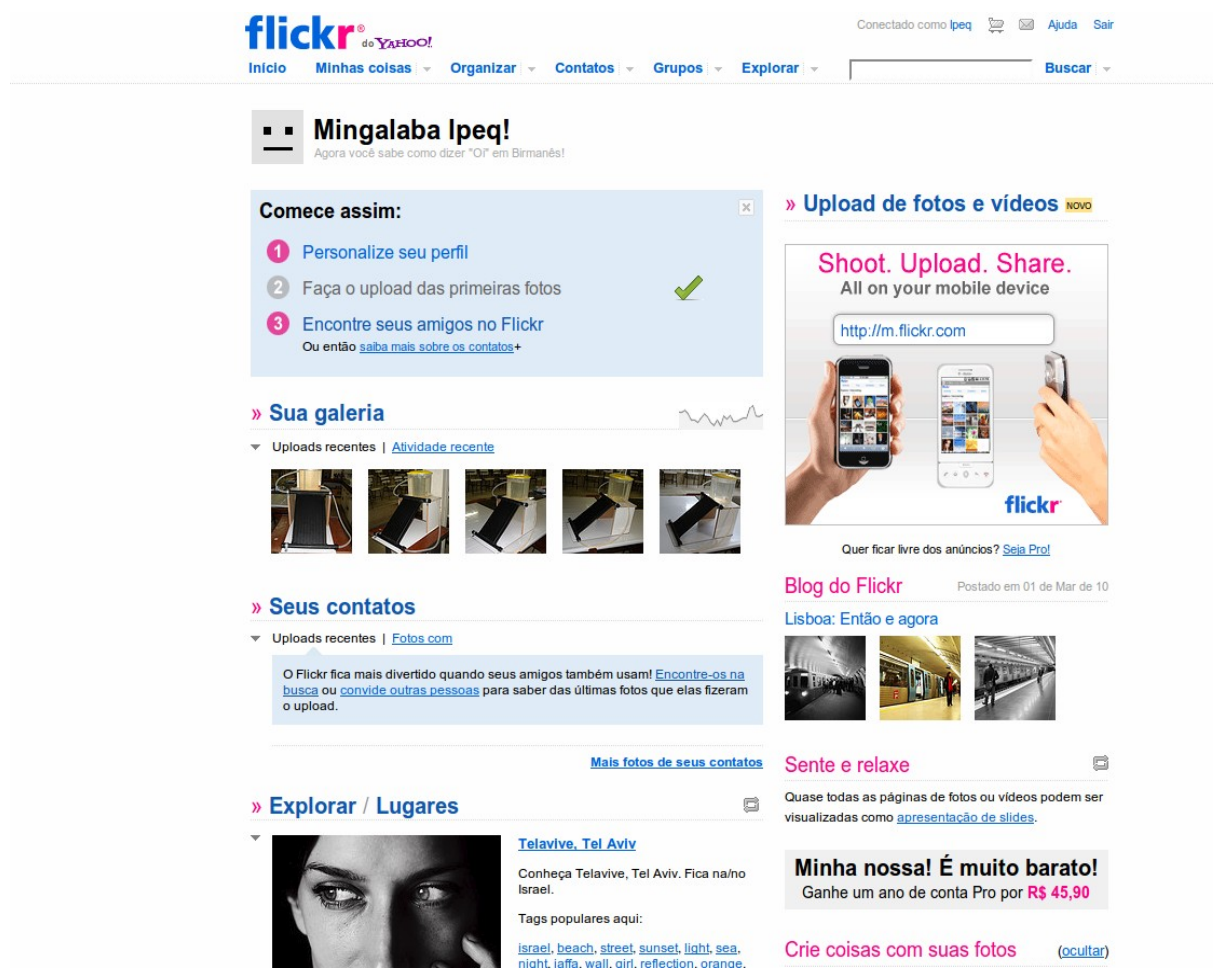 flickr® do YAHOO!
Conectado como Ipeq Ajuda Sair
Início Minhas coisas Organizar Contatos Grupos Explorar Buscar
Mingalaba Ipeq!
Agora você sabe como dizer "Oi" em Birmanês!
Comece assim:
1 Personalize seu perfil
2 Faça o upload das primeiras fotos
3 Encontre seus amigos no Flickr
Ou então saiba mais sobre os contatos+
» Sua galeria
Uploads recentes | Atividade recente
» Seus contatos
Uploads recentes | Fotos com
O Flickr fica mais divertido quando seus amigos também usam! Encontre-os na
busca ou convide outras pessoas para saber das últimas fotos que elas fizeram
o upload.
Mais fotos de seus contatos
» Explorar / Lugares
Telavive, Tel Aviv
Conheça Telavive, Tel Aviv. Fica na/no
Israel.
Tags populares aqui:
israel, beach, street, sunset, light, sea,
night, jaffa, wall, girl, reflection, orange,
» Upload de fotos e vídeos NOVO
Shoot. Upload. Share.
All on your mobile device
http://m.flickr.com
flickr
Quer ficar livre dos anúncios? Seja Pro!
Blog do Flickr Postado em 01 de Mar de 10
Lisboa: Então e agora
Sente e relaxe
Quase todas as páginas de fotos ou vídeos podem ser
visualizadas como apresentação de slides.
Minha nossa! É muito barato!
Ganhe um ano de conta Pro por R$ 45,90
Crie coisas com suas fotos (ocultar)